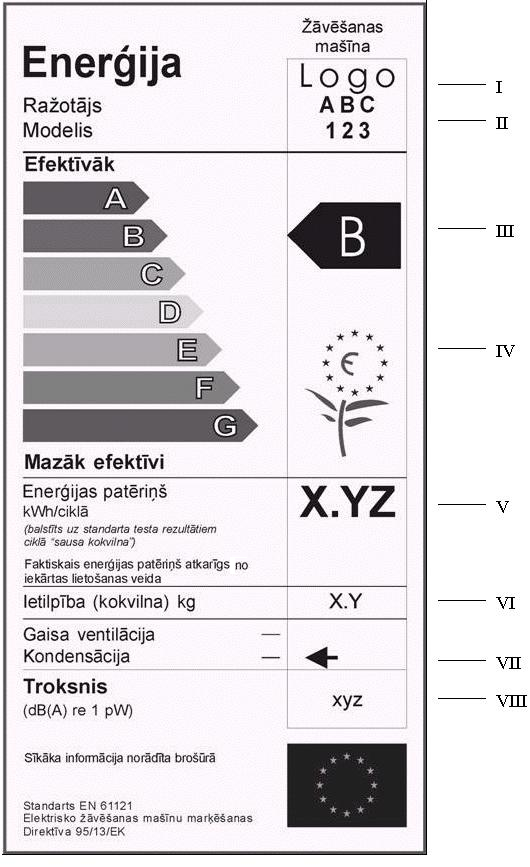 Žāvēšanas
mašīna
Enerģija
Logo
I
Ražotājs
ABC
II
Modelis
123
Efektīvāk
A
B
B
III
C
D
E
IV
F
G
Mazāk efektīvi
Enerģijas patēriņš
X.YZ
V
kWh/ciklā
(balstīts uz standarta testa rezultātiem
ciklā "sausa kokvilna")
Faktiskais enerģijas patēriņš atkarīgs no
iekārtas lietošanas veida
Ietilpība (kokvilna) kg
X.Y
VI
Gaisa ventilācija —
Kondensācija —
VII
Troksnis
xyz
VIII
(dB(A) re 1 pW)
Sīkāka informācija norādīta brošūrā
Standarts EN 61121
Elektrisko žāvēšanas mašīnu marķēšanas
Direktīva 95/13/EK